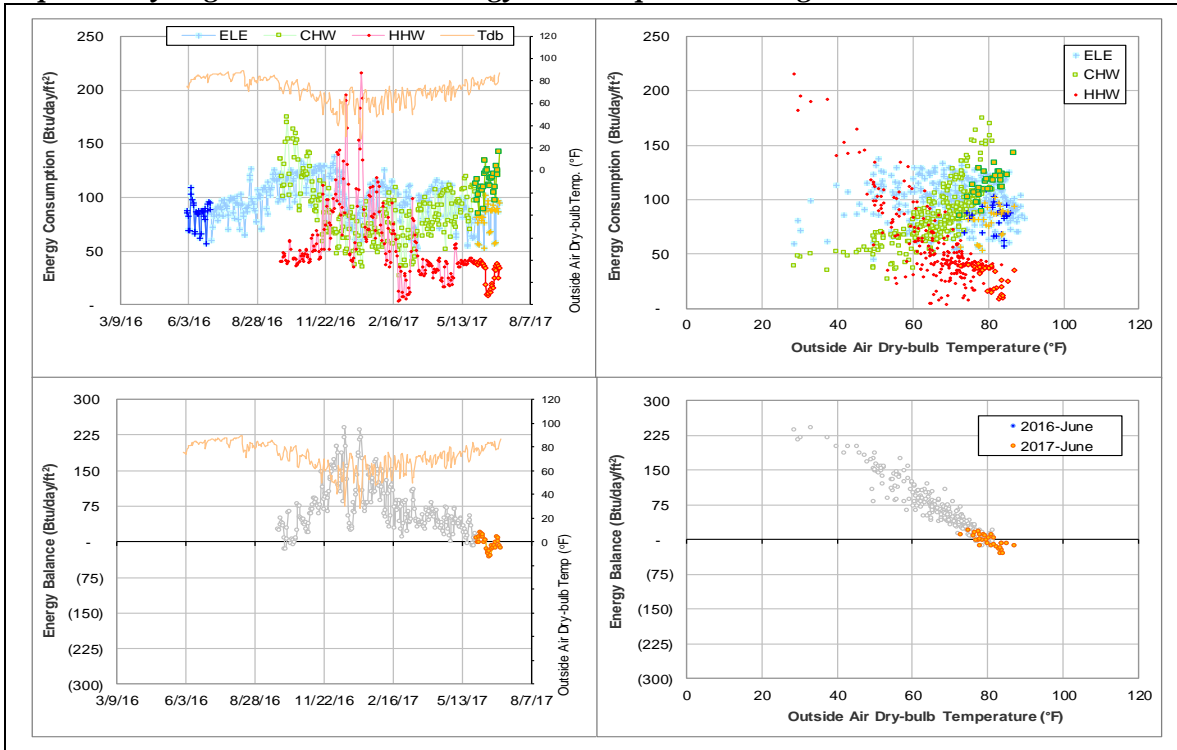 ELE CHW HHW Tdb
250
200
150
100
50
-
120
100
80
60
40
20
0
Energy Consumption (Btu/day/ft²)
Outside Air Dry-bulb Temp. (°F)
3/9/16 6/3/16 8/28/16 11/22/16 2/16/17 5/13/17 8/7/17
250
200
150
100
50
-
Energy Consumption (Btu/day/ft²)
ELE
CHW
HHW
0 20 40 60 80 100 120
Outside Air Dry-bulb Temperature (°F)
300
225
150
75
-
(75)
(150)
(225)
(300)
Energy Balance (Btu/day/ft²)
120
100
80
60
40
20
0
Outside Air Dry-bulb Temp (°F)
3/9/16 6/3/16 8/28/16 11/22/16 2/16/17 5/13/17 8/7/17
300
225
150
75
-
(75)
(150)
(225)
(300)
Energy Balance (Btu/day/ft²)
2016-June
2017-June
0 20 40 60 80 100 120
Outside Air Dry-bulb Temperature (°F)